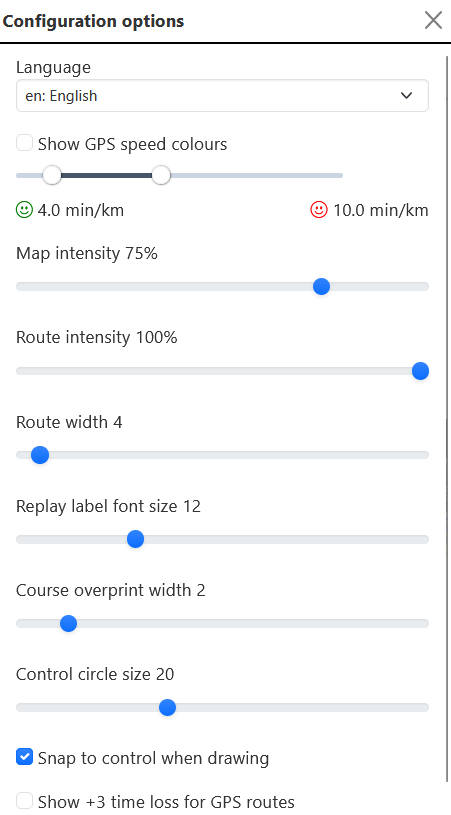 Configuration options
Language
en: English
Show GPS speed colours
4.0 min/km 10.0 min/km
Map intensity 75%
Route intensity 100%
Route width 4
Replay label font size 12
Course overprint width 2
Control circle size 20
Snap to control when drawing
Show +3 time loss for GPS routes